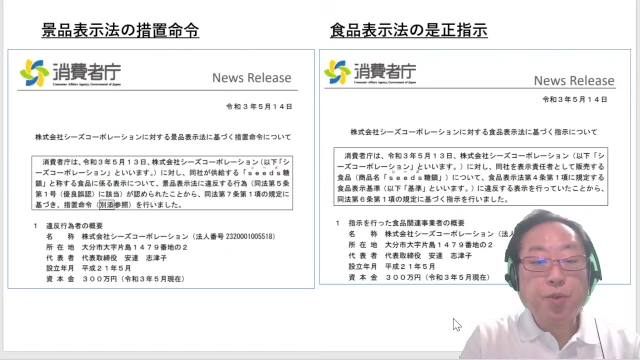 景品表示法の措置命令
消費者庁
Consumer Affairs Agency, Government of Japan
News Release
令和３年５月１４日
株式会社シーズコーポレーションに対する景品表示法に基づく措置命令について
消費者庁は、令和３年５月１３日、株式会社シーズコーポレーション（以下「シ
ーズコーポレーション」といいます。）に対し、同社が供給する「ｓｅｅｄｓ糖
鎖」と称する食品に係る表示について、景品表示法に違反する行為（同法第５条
第１号（優良誤認）に該当）が認められたことから、同法第７条第１項の規定に
基づき、措置命令（別添参照）を行いました。
１ 違反行為者の概要
名 称 株式会社シーズコーポレーション（法人番号 2320001005518）
所 在 地 大分市大字片島１４７９番地の２
代 表 者 代表取締役 安達 志津子
設立年月 平成２１年５月
資 本 金 ３００万円（令和３年５月現在）
食品表示法の是正指示
消費者庁
Consumer Affairs Agency, Government of Japan
News Release
令和３年５月１４日
株式会社シーズコーポレーションに対する食品表示法に基づく指示について
消費者庁は、令和３年５月１３日、株式会社シーズコーポレーション（以下「シ
ーズコーポレーション」といいます。）に対し、同社を表示責任者として販売する
食品（商品名「ｓｅｅｄｓ糖鎖」）について、食品表示法第４条第１項に規定する
食品表示基準（以下「基準」といいます。）に違反する表示を行っていたことから、
同法第６条第１項の規定に基づく指示を行いました。
１ 指示を行った食品関連事業者の概要
名 称 株式会社シーズコーポレーション（法
所 在 地 大分市大字片島１４７９番地の２
代 表 者 代表取締役 安達 志津子
設立年月 平成２１年５月
資 本 金 ３００万円（令和３年５月現在）